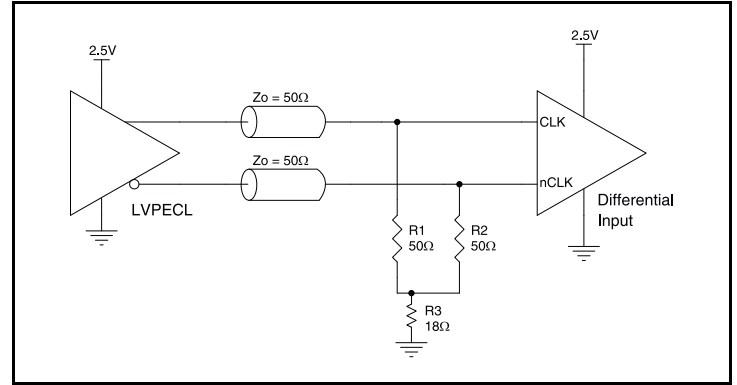 2.5V
2.5V
Zo = 50Ω
CLK
Zo = 50Ω
nCLK
LVPECL
Differential
Input
R1
50Ω
R2
50Ω
R3
18Ω